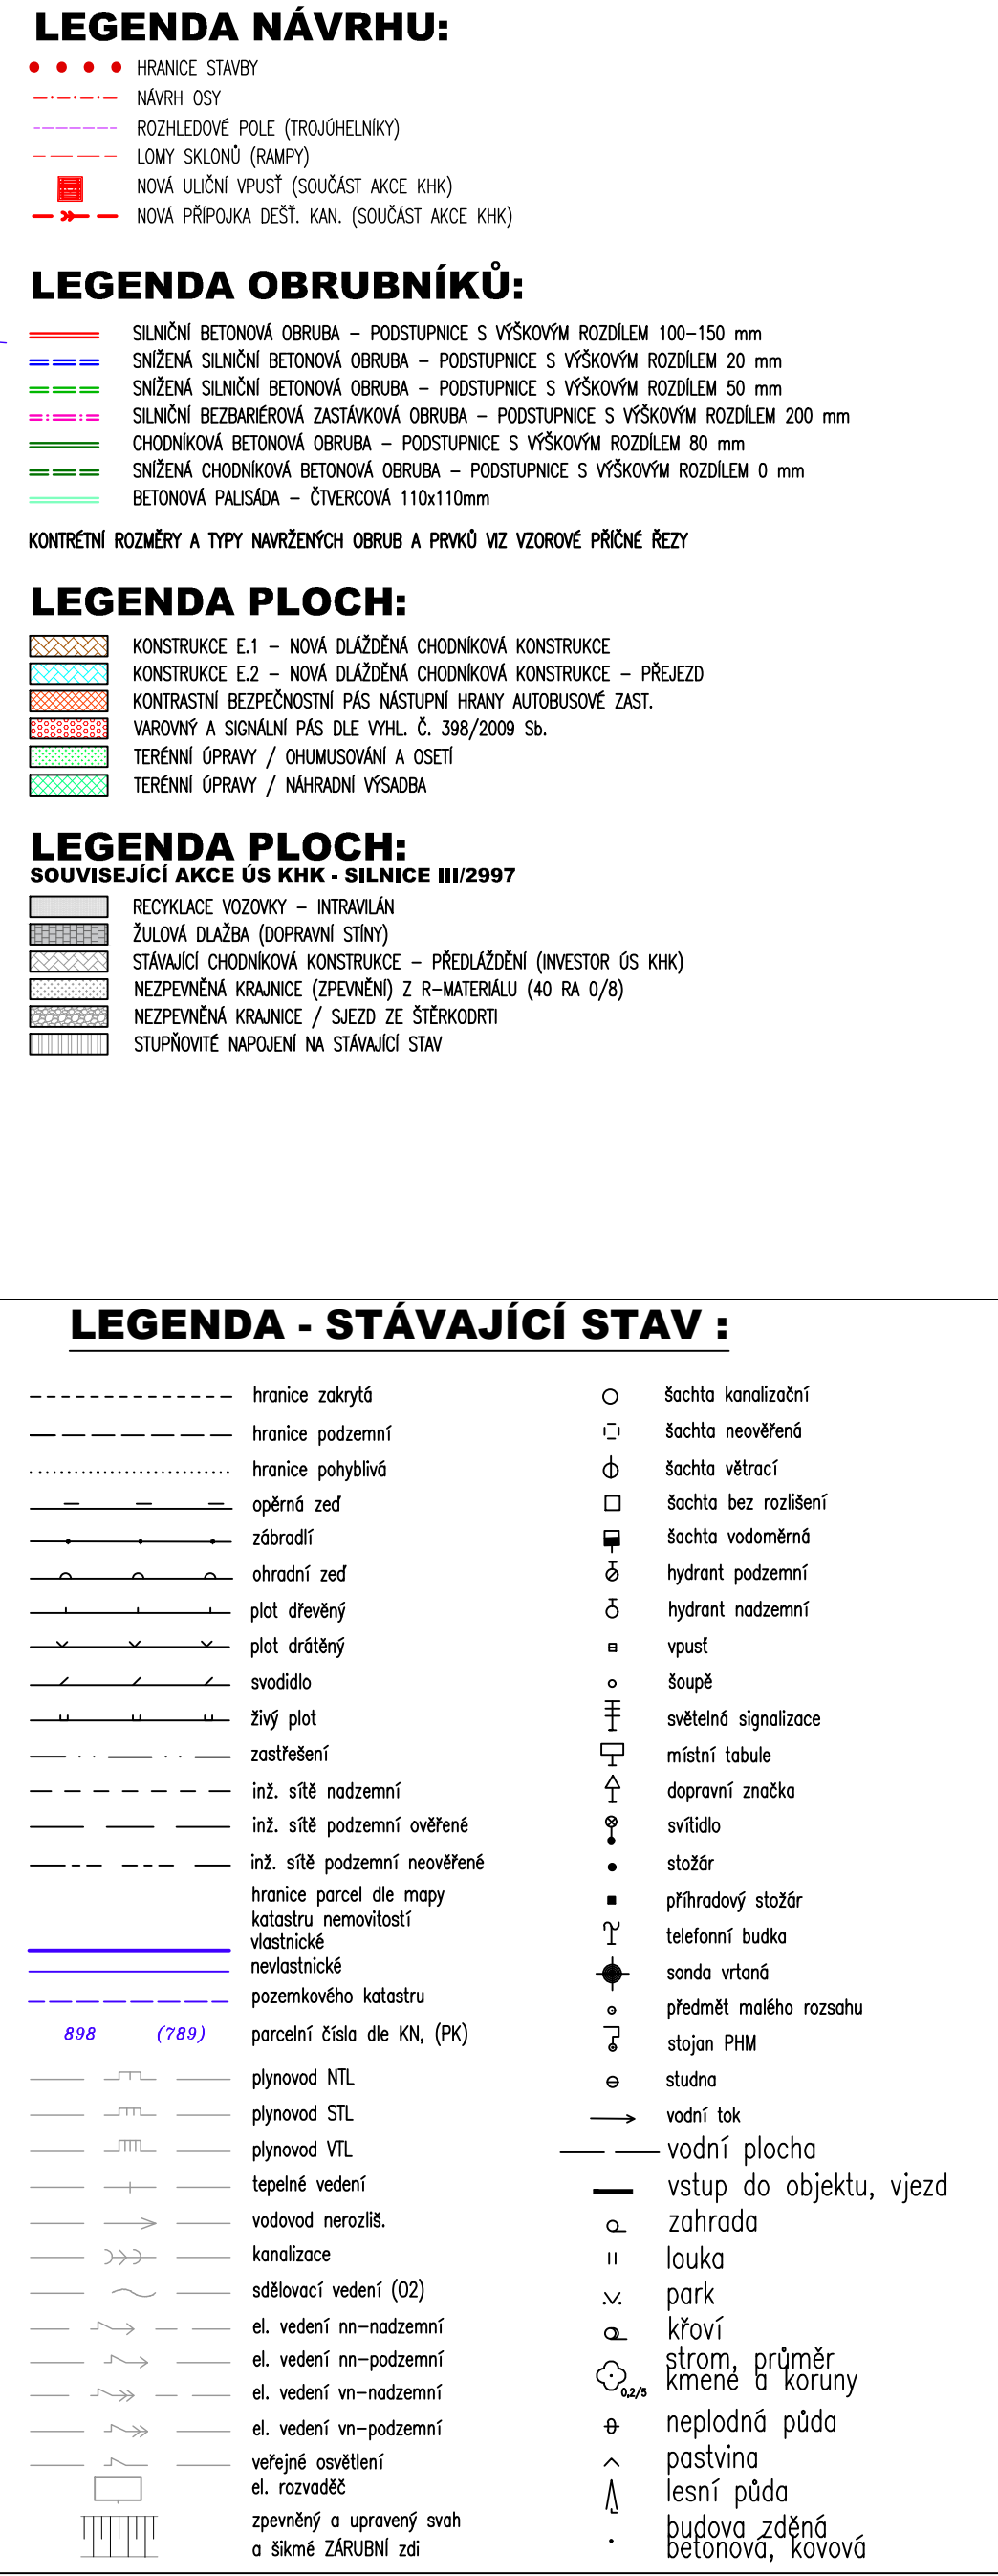 LEGENDA NÁVRHU:
HRANICE STAVBY
NÁVRH OSY
ROZHLEDOVÉ POLE (TROJÚHELNÍKY)
LOMY SKLONŮ (RAMPY)
NOVÁ ULIČNÍ VPUSŤ (SOUČÁST AKCE KHK)
NOVÁ PŘÍPOJKA DEŠŤ. KAN. (SOUČÁST AKCE KHK)
LEGENDA OBRUBNÍKŮ:
SILNIČNÍ BETONOVÁ OBRUBA – PODSTUPNICE S VÝŠKOVÝM ROZDÍLEM 100–150 mm
SNÍŽENÁ SILNIČNÍ BETONOVÁ OBRUBA – PODSTUPNICE S VÝŠKOVÝM ROZDÍLEM 20 mm
SNÍŽENÁ SILNIČNÍ BETONOVÁ OBRUBA – PODSTUPNICE S VÝŠKOVÝM ROZDÍLEM 50 mm
SILNIČNÍ BEZBARIÉROVÁ ZASTÁVKOVÁ OBRUBA – PODSTUPNICE S VÝŠKOVÝM ROZDÍLEM 200 mm
CHODNÍKOVÁ BETONOVÁ OBRUBA – PODSTUPNICE S VÝŠKOVÝM ROZDÍLEM 80 mm
SNÍŽENÁ CHODNÍKOVÁ BETONOVÁ OBRUBA – PODSTUPNICE S VÝŠKOVÝM ROZDÍLEM 0 mm
BETONOVÁ PALISÁDA – ČTVERCOVÁ 110x110mm
KONTRÉTNÍ ROZMĚRY A TYPY NAVRŽENÝCH OBRUB A PRVKŮ VIZ VZOROVÉ PŘÍČNÉ ŘEZY
LEGENDA PLOCH:
KONSTRUKCE E.1 – NOVÁ DLÁŽDĚNÁ CHODNÍKOVÁ KONSTRUKCE
KONSTRUKCE E.2 – NOVÁ DLÁŽDĚNÁ CHODNÍKOVÁ KONSTRUKCE – PŘEJEZD
KONTRASTNÍ BEZPEČNOSTNÍ PÁS NÁSTUPNÍ HRANY AUTOBUSOVÉ ZAST.
VAROVNÝ A SIGNÁLNÍ PÁS DLE VYHL. Č. 398/2009 Sb.
TERÉNNÍ ÚPRAVY / OHUMUSOVÁNÍ A OSETÍ
TERÉNNÍ ÚPRAVY / NÁHRADNÍ VÝSADBA
LEGENDA PLOCH:
SOUVISEJÍCÍ AKCE ÚS KHK - SILNICE III/2997
RECYKLACE VOZOVKY – INTRAVILÁN
ŽULOVÁ DLAŽBA (DOPRAVNÍ STÍNY)
STÁVAJÍCÍ CHODNÍKOVÁ KONSTRUKCE – PŘEDLÁŽDĚNÍ (INVESTOR ÚS KHK)
NEZPEVNĚNÁ KRAJNICE (ZPEVNĚNÍ) Z R–MATERIÁLU (40 RA 0/8)
NEZPEVNĚNÁ KRAJNICE / SJEZD ZE ŠTĚRKODRTI
STUPŇOVITÉ NAPOJENÍ NA STÁVAJÍCÍ STAV
LEGENDA - STÁVAJÍCÍ STAV :
hranice zakrytá
hranice podzemní
hranice pohyblivá
opěrná zeď
zábradlí
ohradní zeď
plot dřevěný
plot drátěný
svodidlo
živý plot
zastřešení
inž. sítě nadzemní
inž. sítě podzemní ověřené
inž. sítě podzemní neověřené
hranice parcel dle mapy
katastru nemovitostí
vlastnické
nevlastnické
pozemkového katastru
898 (789) parcelní čísla dle KN, (PK)
plynovod NTL
plynovod STL
plynovod VTL
tepelné vedení
vodovod nerozliš.
kanalizace
sdělovací vedení (O2)
el. vedení nn–nadzemní
el. vedení nn–podzemní
el. vedení vn–nadzemní
el. vedení vn–podzemní
veřejné osvětlení
el. rozvaděč
zpevněný a upravený svah
a šikmé ZÁRUBNÍ zdi
šachta kanalizační
šachta neověřená
šachta větrací
šachta bez rozlišení
šachta vodoměrná
hydrant podzemní
hydrant nadzemní
vpusť
šoupě
světelná signalizace
místní tabule
dopravní značka
svítidlo
stožár
příhradový stožár
telefonní budka
sonda vrtaná
předmět malého rozsahu
stojan PHM
studna
vodní tok
vodní plocha
vstup do objektu, vjezd
zahrada
louka
park
křoví
strom, průměr
0.2/5 kmene a koruny
neplodná půda
pastvina
lesní půda
budova zděná
betonová, kovová